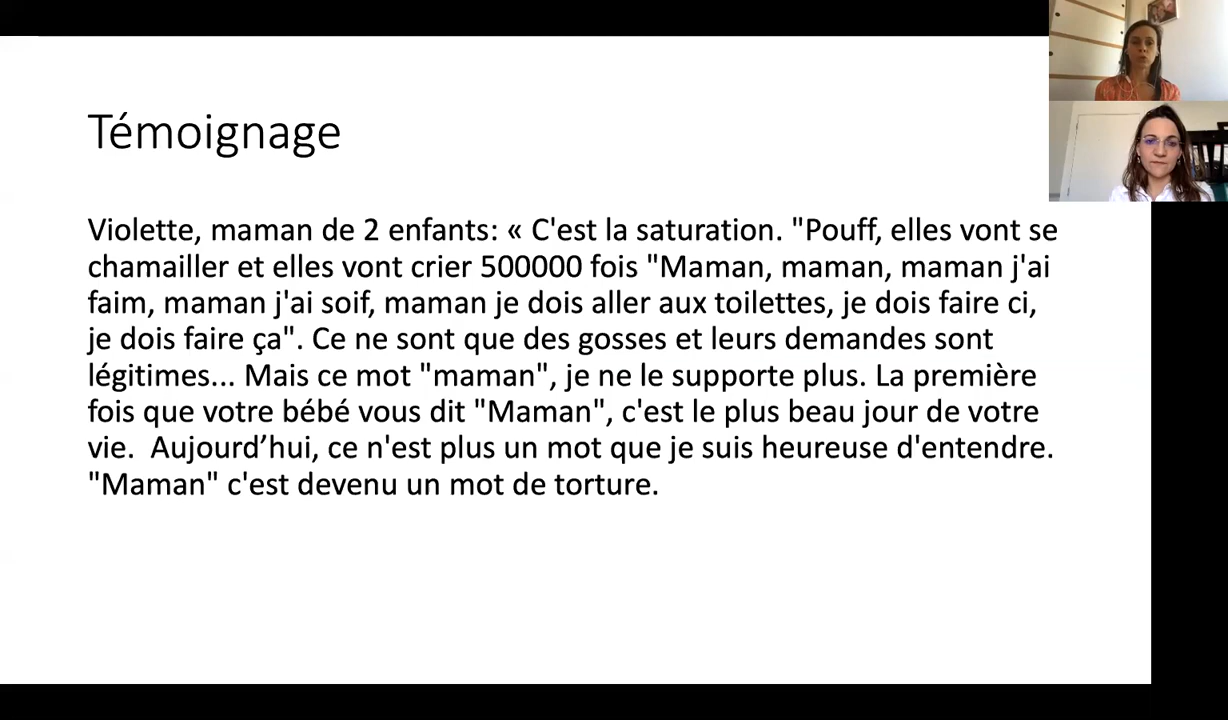 Témoignage
Violette, maman de 2 enfants: « C'est la saturation. "Pouff, elles vont se
chamailler et elles vont crier 500000 fois "Maman, maman, maman j'ai
faim, maman j'ai soif, maman je dois aller aux toilettes, je dois faire ci,
je dois faire ça". Ce ne sont que des gosses et leurs demandes sont
légitimes... Mais ce mot "maman", je ne le supporte plus. La première
fois que votre bébé vous dit "Maman", c'est le plus beau jour de votre
vie.  Aujourd’hui, ce n'est plus un mot que je suis heureuse d'entendre.
"Maman" c'est devenu un mot de torture.